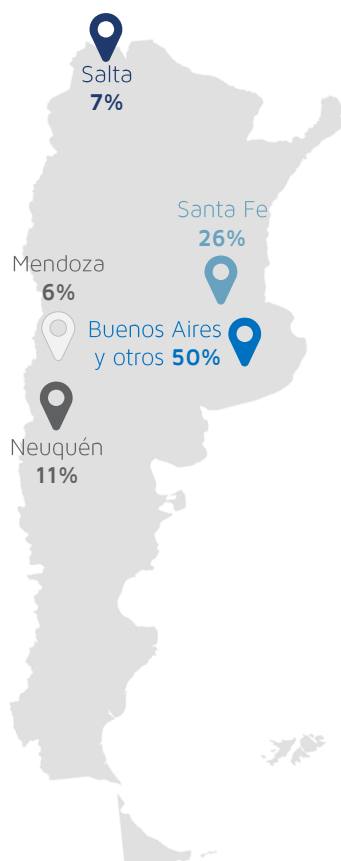 Salta
7%
Santa Fe
26%
Mendoza
6%
Buenos Aires
y otros 50%
Neuquén
11%